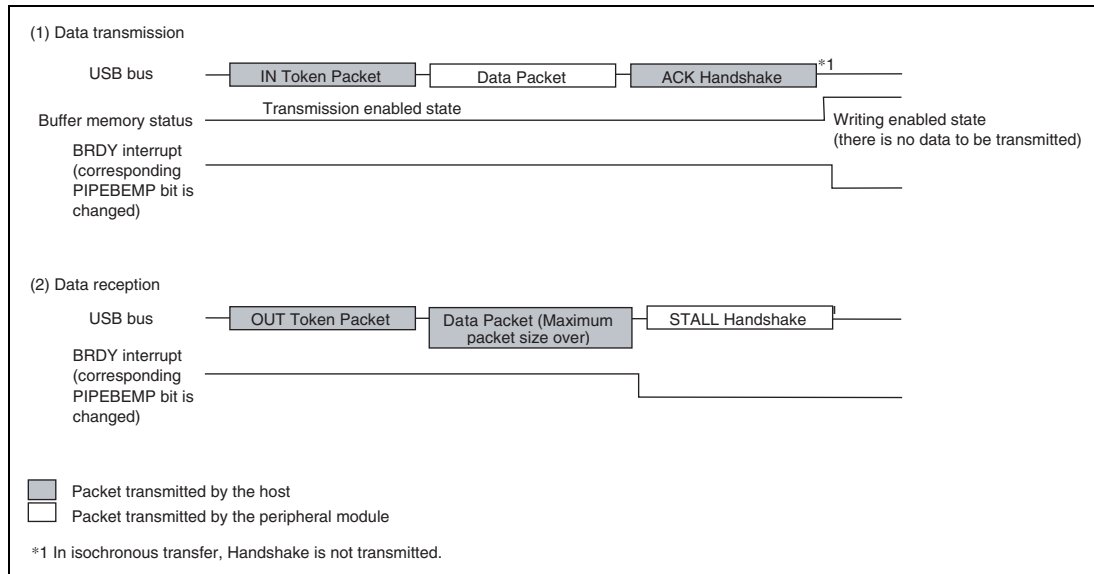 (1) Data transmission
USB bus
IN Token Packet
Data Packet
ACK Handshake
*1
Buffer memory status
Transmission enabled state
Writing enabled state
(there is no data to be transmitted)
BRDY interrupt
(corresponding
PIPEBEMP bit is
changed)
(2) Data reception
USB bus
OUT Token Packet
Data Packet (Maximum
packet size over)
STALL Handshake
BRDY interrupt
(corresponding
PIPEBEMP bit is
changed)
Packet transmitted by the host
Packet transmitted by the peripheral module
*1 In isochronous transfer, Handshake is not transmitted.